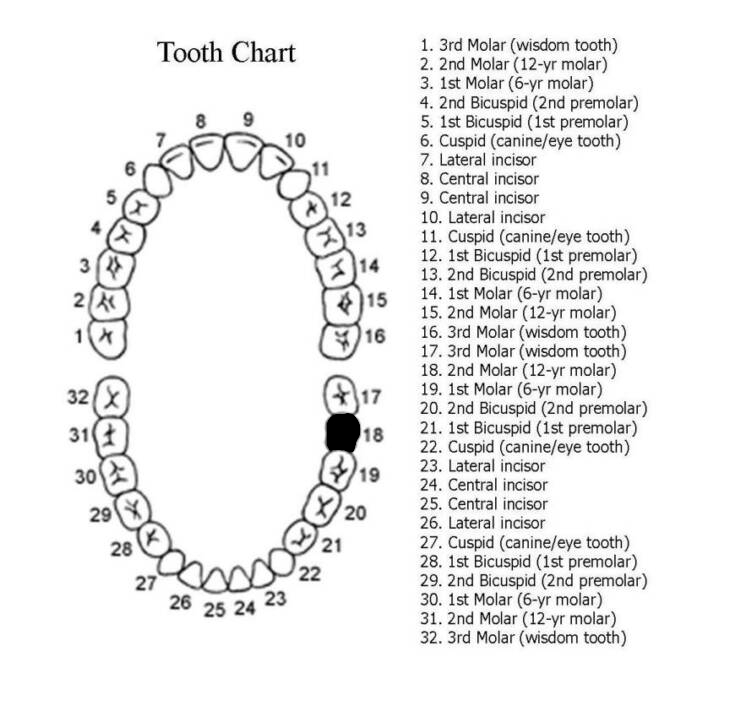 Tooth Chart
1. 3rd Molar (wisdom tooth)
2. 2nd Molar (12-yr molar)
3. 1st Molar (6-yr molar)
4. 2nd Bicuspid (2nd premolar)
5. 1st Bicuspid (1st premolar)
6. Cuspid (canine/eye tooth)
7. Lateral incisor
8. Central incisor
9. Central incisor
10. Lateral incisor
11. Cuspid (canine/eye tooth)
12. 1st Bicuspid (1st premolar)
13. 2nd Bicuspid (2nd premolar)
14. 1st Molar (6-yr molar)
15. 2nd Molar (12-yr molar)
16. 3rd Molar (wisdom tooth)
17. 3rd Molar (wisdom tooth)
18. 2nd Molar (12-yr molar)
19. 1st Molar (6-yr molar)
20. 2nd Bicuspid (2nd premolar)
21. 1st Bicuspid (1st premolar)
22. Cuspid (canine/eye tooth)
23. Lateral incisor
24. Central incisor
25. Central incisor
26. Lateral incisor
27. Cuspid (canine/eye tooth)
28. 1st Bicuspid (1st premolar)
29. 2nd Bicuspid (2nd premolar)
30. 1st Molar (6-yr molar)
31. 2nd Molar (12-yr molar)
32. 3rd Molar (wisdom tooth)
1
2
3
4
5
6
7
8
9
10
11
12
13
14
15
16
17
18
19
20
21
22
23
24
25
26
27
28
29
30
31
32